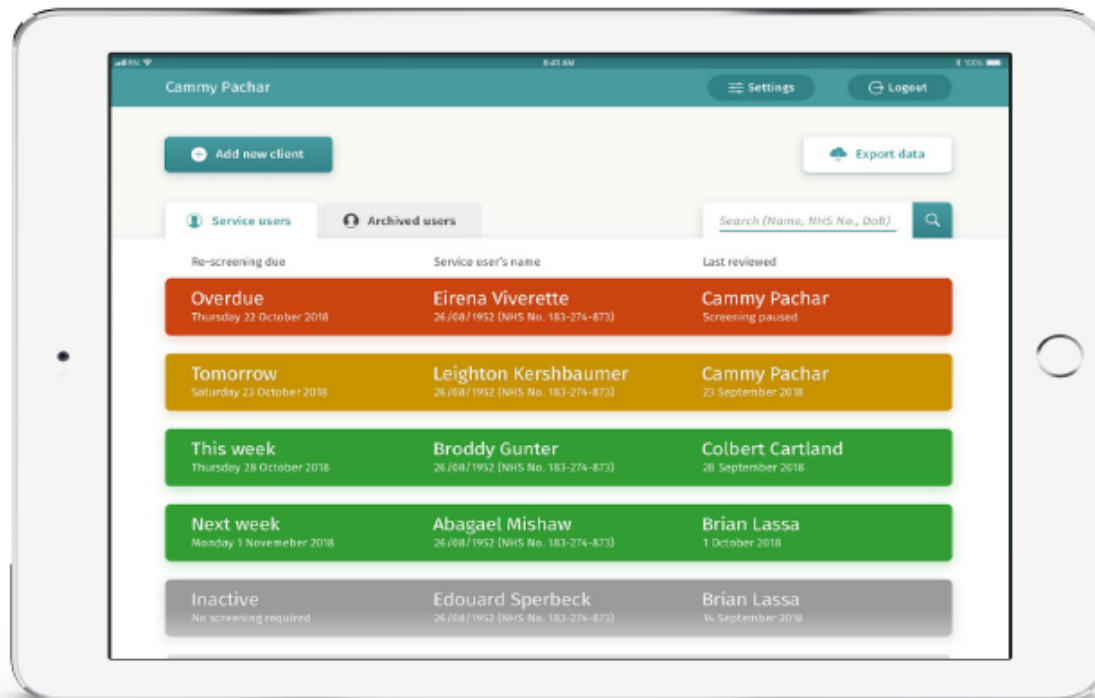 9:41 AM
100%
Cammy Pachar
Settings
Logout
Add new client
Export data
Service users
Archived users
Search (Name, NHS No., DoB)
Re-screening due
Service user's name
Last reviewed
Overdue
Eirena Viverette
Cammy Pachar
Thursday 22 October 2018
26/08/1952 (NHS No. 183-274-873)
Screening paused
Tomorrow
Leighton Kershbaumer
Cammy Pachar
Saturday 23 October 2018
26/08/1952 (NHS No. 183-274-873)
23 September 2018
This week
Broddy Gunter
Colbert Cartland
Thursday 28 October 2018
26/08/1952 (NHS No. 183-274-873)
28 September 2018
Next week
Abagael Mishaw
Brian Lassa
Monday 1 Novemeber 2018
26/08/1952 (NHS No. 183-274-873)
1 October 2018
Inactive
Edouard Sperbeck
Brian Lassa
No screening required
26/08/1952 (NHS No. 183-274-873)
14 September 2018